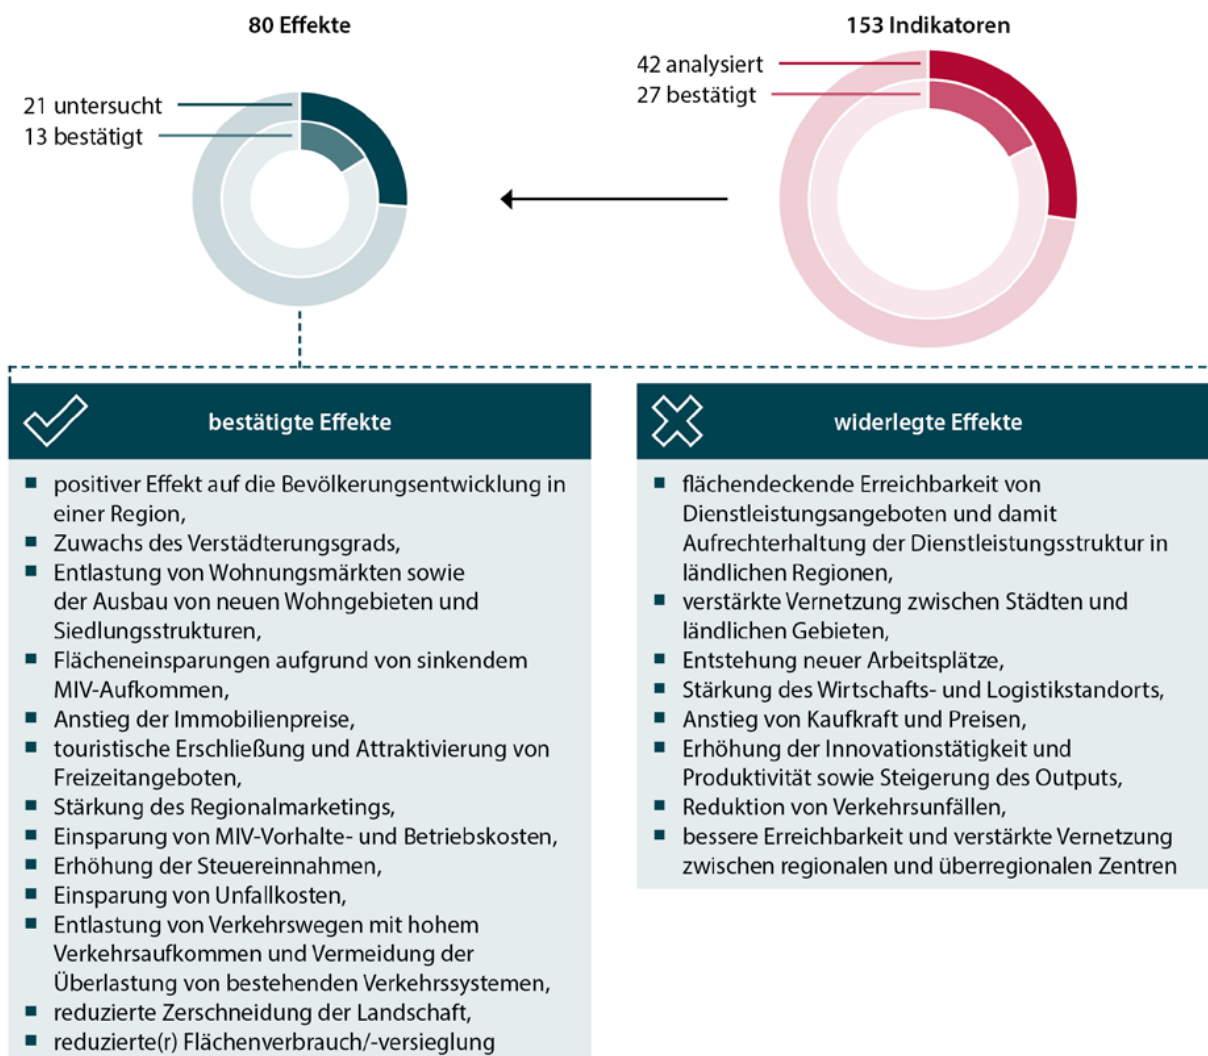 80 Effekte
21 untersucht
13 bestätigt
153 Indikatoren
42 analysiert
27 bestätigt
bestätigte Effekte
positiver Effekt auf die Bevölkerungsentwicklung in
einer Region,
Zuwachs des Verstädterungsgrads,
Entlastung von Wohnungsmärkten sowie
der Ausbau von neuen Wohngebieten und
Siedlungsstrukturen,
Flächeneinsparungen aufgrund von sinkendem
MIV-Aufkommen,
Anstieg der Immobilienpreise,
touristische Erschließung und Attraktivierung von
Freizeitangeboten,
Stärkung des Regionalmarketings,
Einsparung von MIV-Vorhalte- und Betriebskosten,
Erhöhung der Steuereinnahmen,
Einsparung von Unfallkosten,
Entlastung von Verkehrswegen mit hohem
Verkehrsaufkommen und Vermeidung der
Überlastung von bestehenden Verkehrssystemen,
reduzierte Zerschneidung der Landschaft,
reduzierte(r) Flächenverbrauch/-versieglung
widerlegte Effekte
flächendeckende Erreichbarkeit von
Dienstleistungsangeboten und damit
Aufrechterhaltung der Dienstleistungsstruktur in
ländlichen Regionen,
verstärkte Vernetzung zwischen Städten und
ländlichen Gebieten,
Entstehung neuer Arbeitsplätze,
Stärkung des Wirtschafts- und Logistikstandorts,
Anstieg von Kaufkraft und Preisen,
Erhöhung der Innovationstätigkeit und
Produktivität sowie Steigerung des Outputs,
Reduktion von Verkehrsunfällen,
bessere Erreichbarkeit und verstärkte Vernetzung
zwischen regionalen und überregionalen Zentren